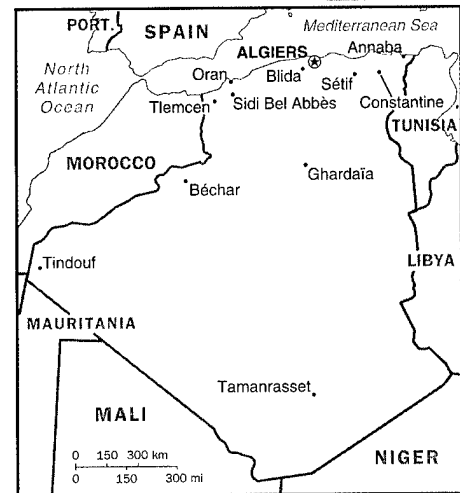 PORT.
SPAIN
Mediterranean Sea
ALGIERS
Annaba
North
Atlantic
Ocean
Oran
Blida
Sétif
Tlemcen
Sidi Bel Abbès
Constantine
TUNISIA
MOROCCO
Ghardaïa
Béchar
Tindouf
LIBYA
MAURITANIA
Tamanrasset
MALI
NIGER
0 150 300 km
0 150 300 mi